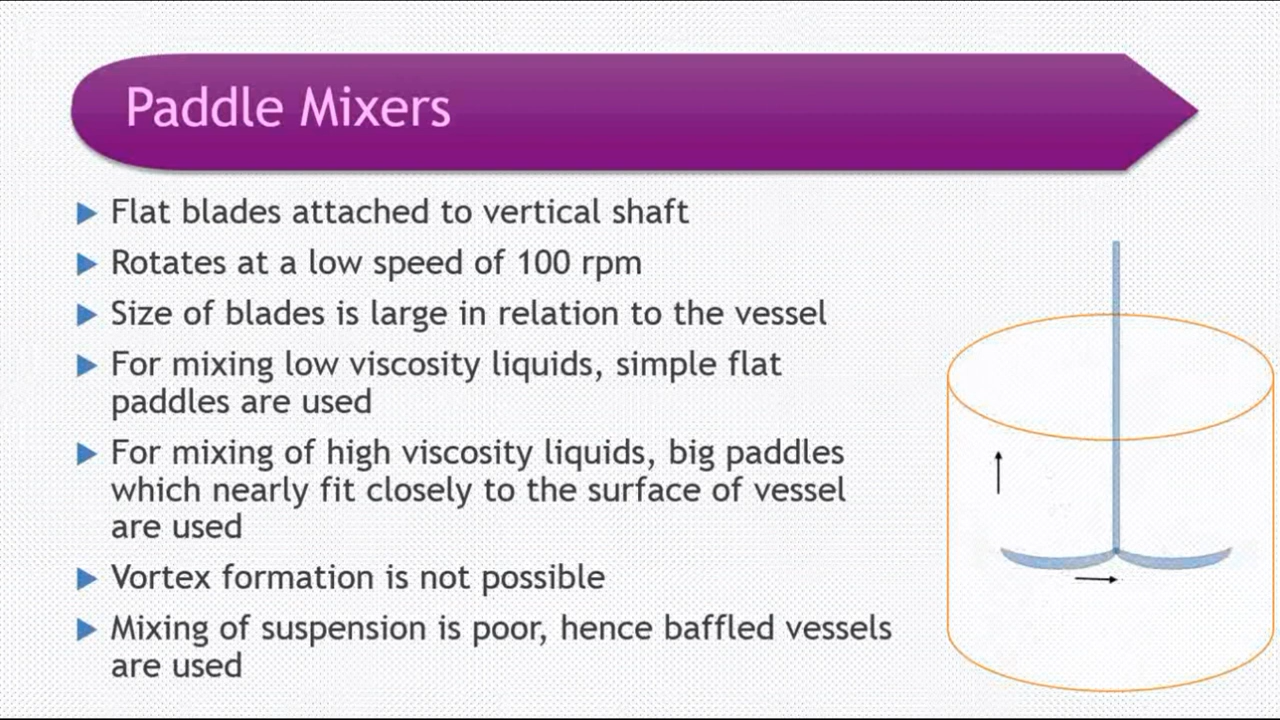 Paddle Mixers
Flat blades attached to vertical shaft
Rotates at a low speed of 100 rpm
Size of blades is large in relation to the vessel
For mixing low viscosity liquids, simple flat
paddles are used
For mixing of high viscosity liquids, big paddles
which nearly fit closely to the surface of vessel
are used
Vortex formation is not possible
Mixing of suspension is poor, hence baffled vessels
are used